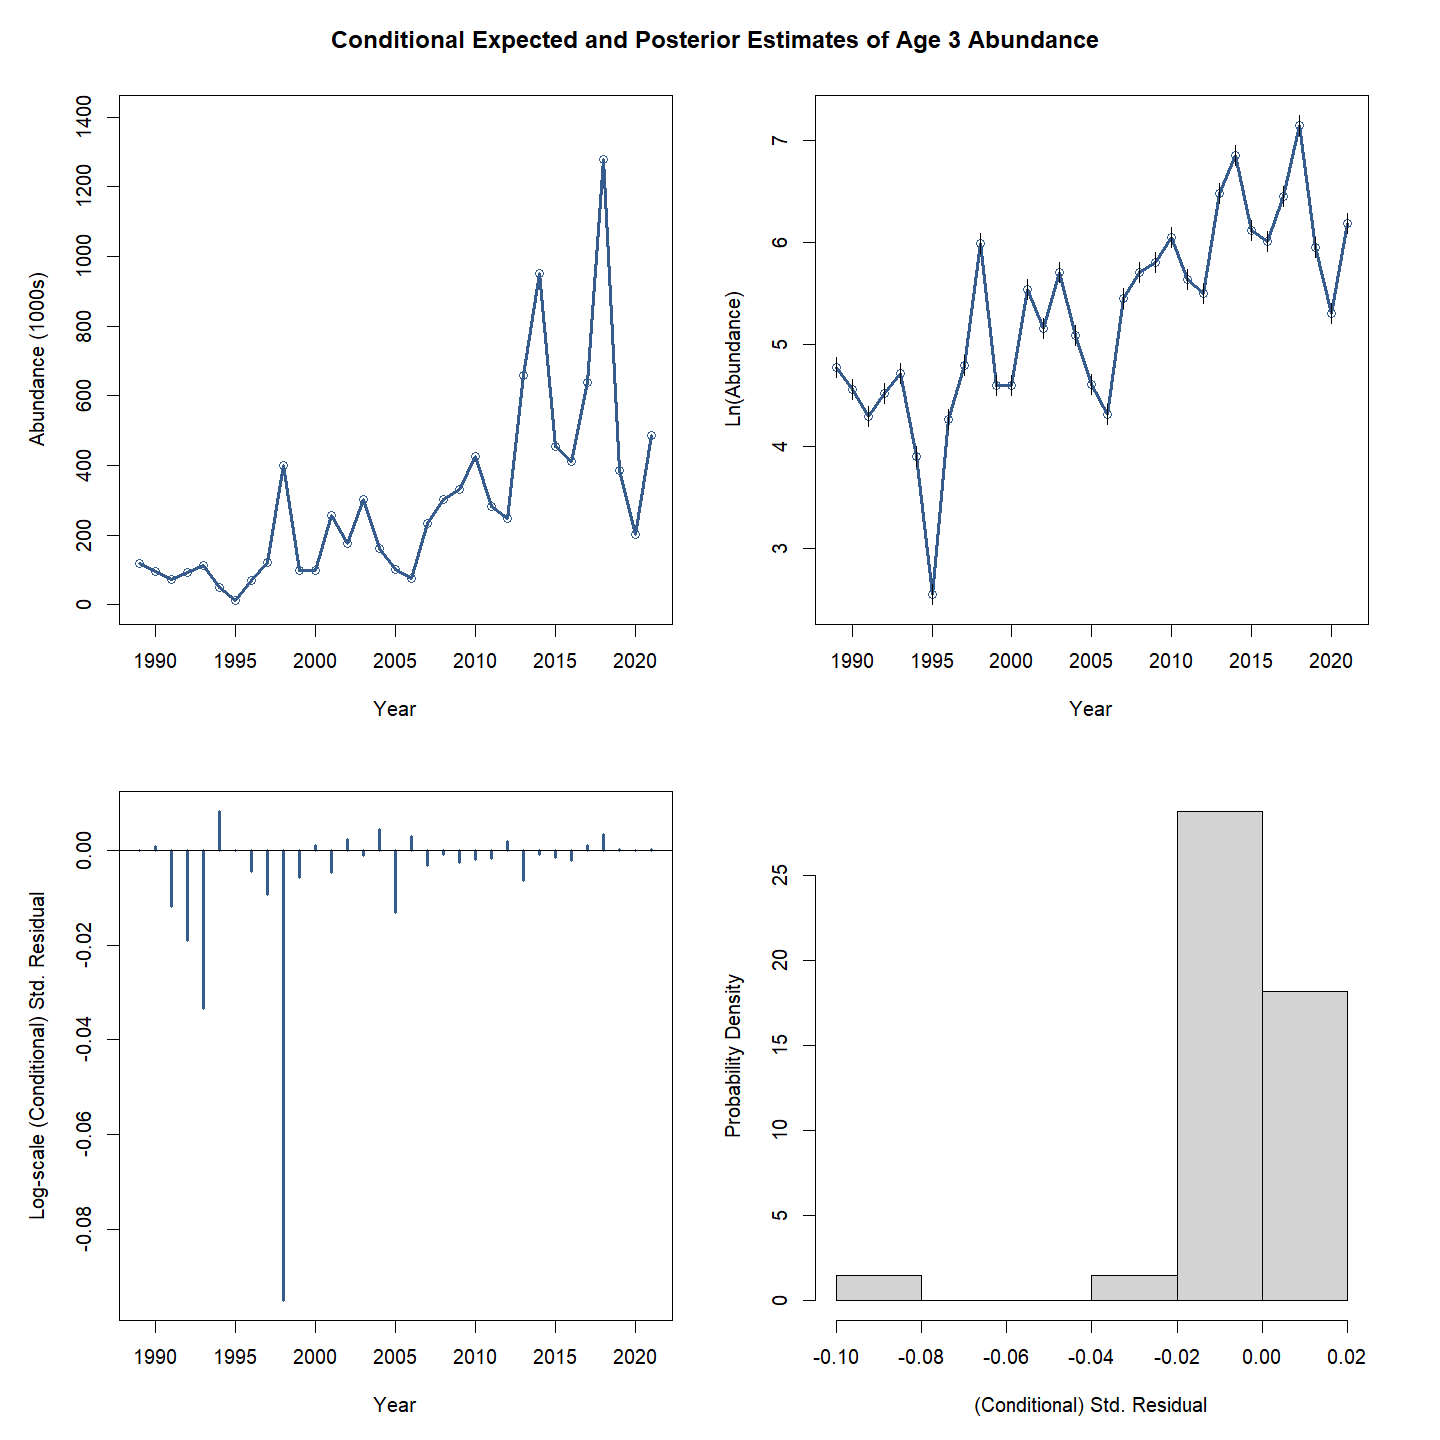 Conditional Expected and Posterior Estimates of Age 3 Abundance
Abundance (1000s)
1400
1200
1000
800
600
400
200
0
1990 1995 2000 2005 2010 2015 2020
Year
Ln(Abundance)
7
6
5
4
3
1990 1995 2000 2005 2010 2015 2020
Year
Log-scale (Conditional) Std. Residual
0.00
-0.02
-0.04
-0.06
-0.08
1990 1995 2000 2005 2010 2015 2020
Year
Probability Density
25
20
15
10
5
0
-0.10 -0.08 -0.06 -0.04 -0.02 0.00 0.02
(Conditional) Std. Residual